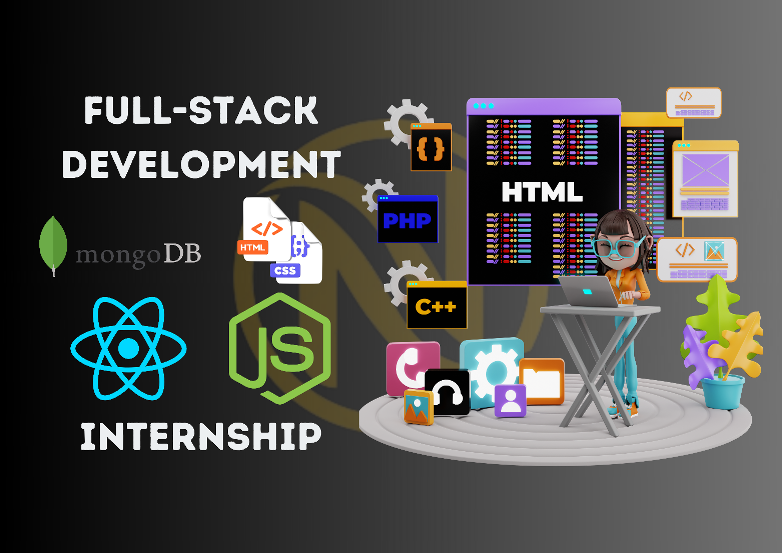 FULL-STACK
DEVELOPMENT
mongoDB
</>
HTML
{;}
CSS
JS
INTERNSHIP
{}
HTML
PHP
C++
</>
</>